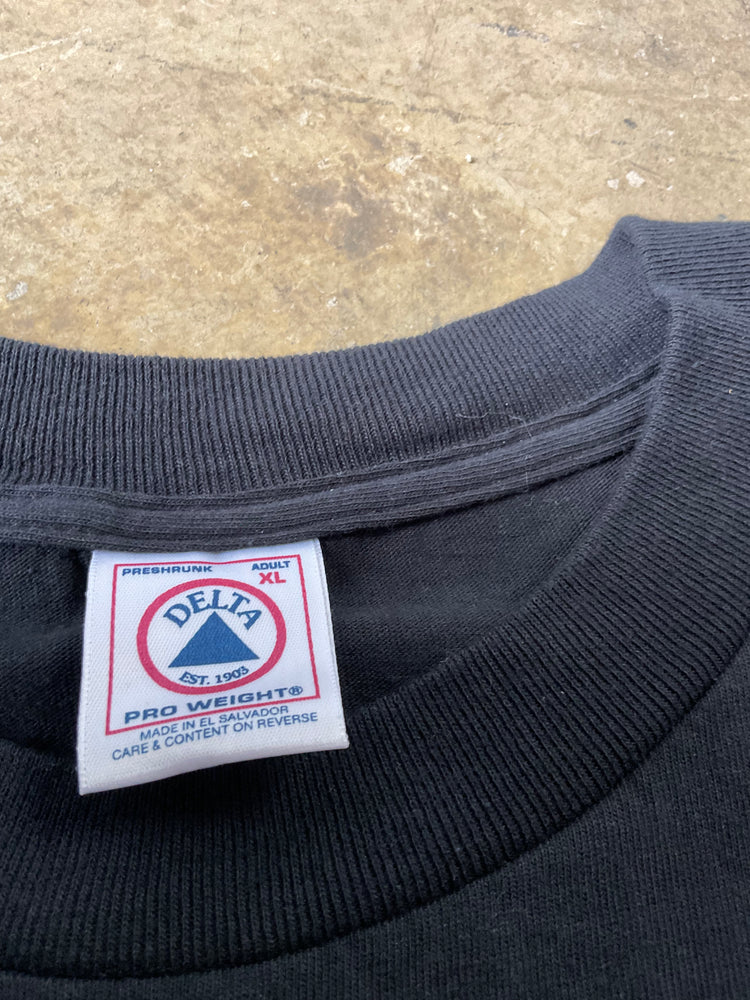 PRESHRUNK ADULT
XL
DELTA
EST. 1903
PRO WEIGHT®
MADE IN EL SALVADOR
CARE & CONTENT ON REVERSE